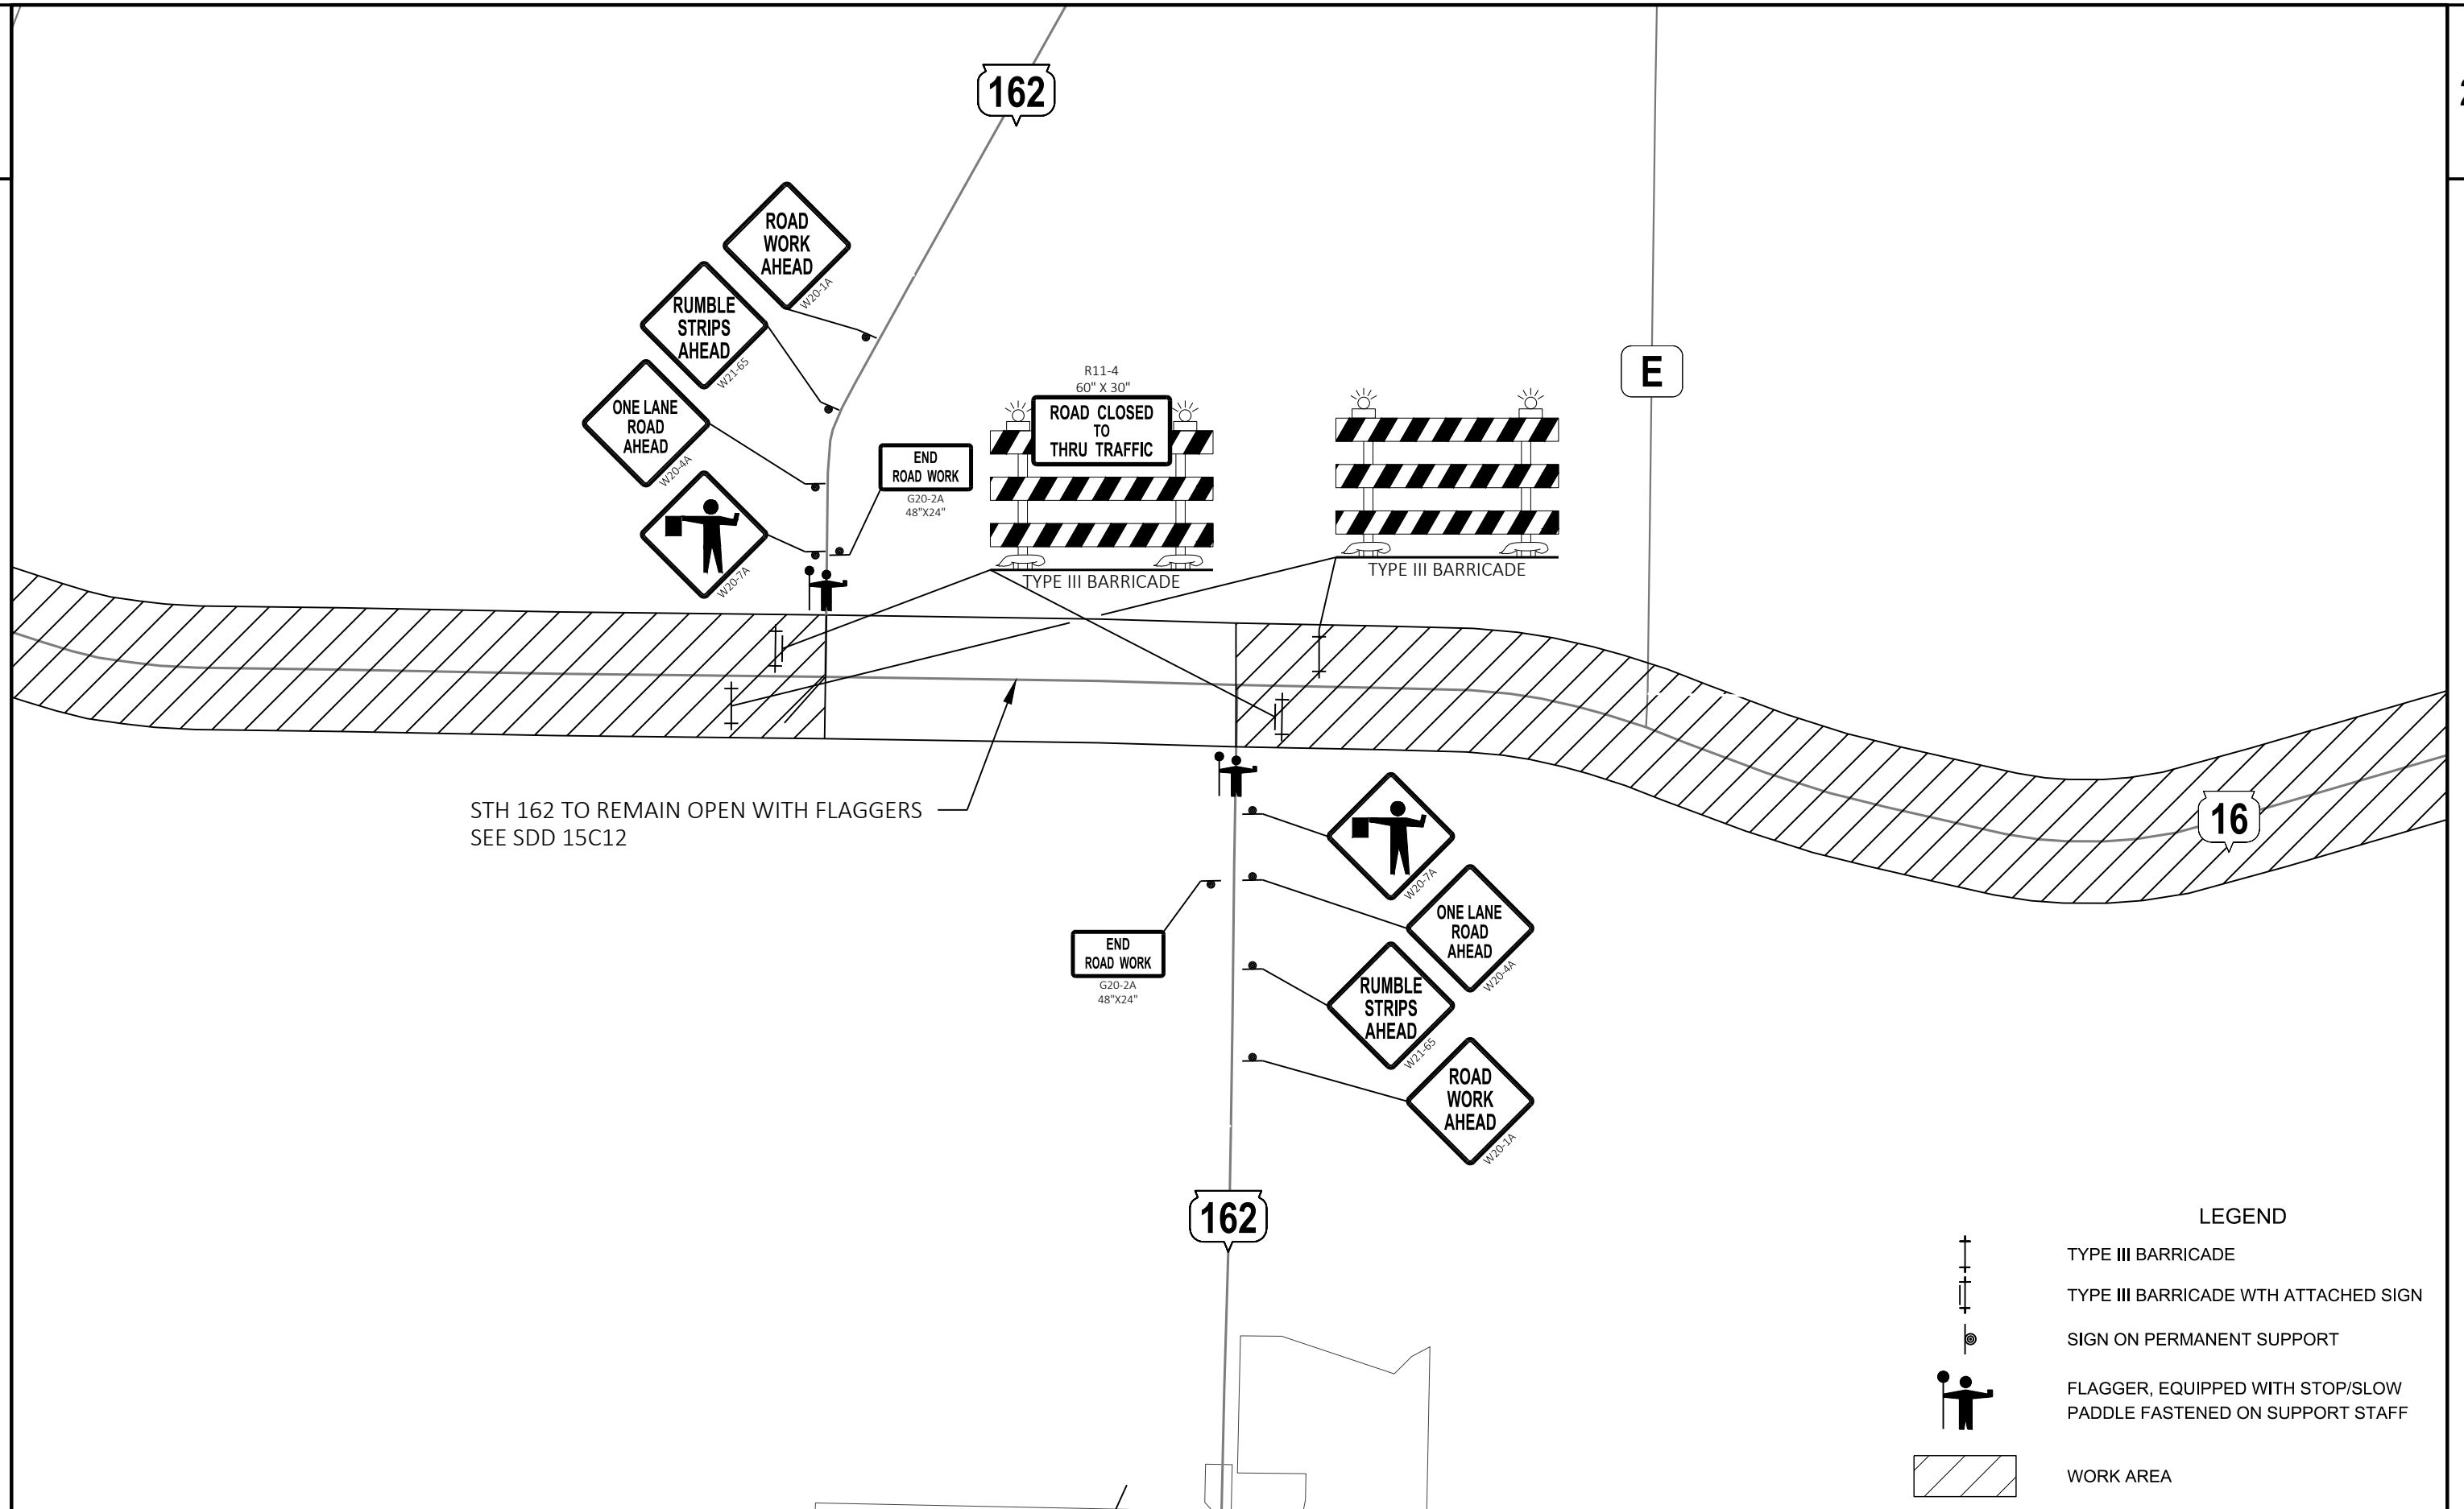 162
ROAD
WORK
AHEAD
W20-1A
RUMBLE
STRIPS
AHEAD
W21-65
ONE LANE
ROAD
AHEAD
W20-4A
W20-7A
END
ROAD WORK
G20-2A
48"X24"
R11-4
60" X 30"
ROAD CLOSED
TO
THRU TRAFFIC
TYPE III BARRICADE
TYPE III BARRICADE
E
STH 162 TO REMAIN OPEN WITH FLAGGERS
SEE SDD 15C12
16
W20-7A
ONE LANE
ROAD
AHEAD
W20-4A
END
ROAD WORK
G20-2A
48"X24"
RUMBLE
STRIPS
AHEAD
W21-65
ROAD
WORK
AHEAD
W20-1A
162
LEGEND
TYPE III BARRICADE
TYPE III BARRICADE WTH ATTACHED SIGN
SIGN ON PERMANENT SUPPORT
FLAGGER, EQUIPPED WITH STOP/SLOW
PADDLE FASTENED ON SUPPORT STAFF
WORK AREA